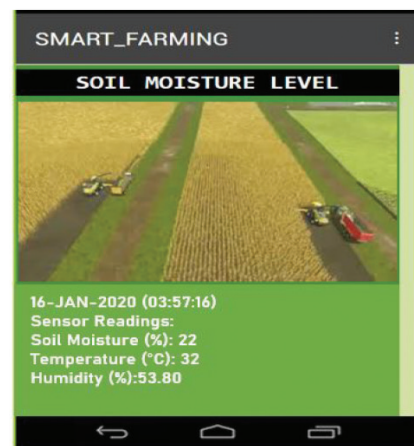 SMART_FARMING
SOIL MOISTURE LEVEL
16-JAN-2020 (03:57:16)
Sensor Readings:
Soil Moisture (%): 22
Temperature (°C): 32
Humidity (%):53.80